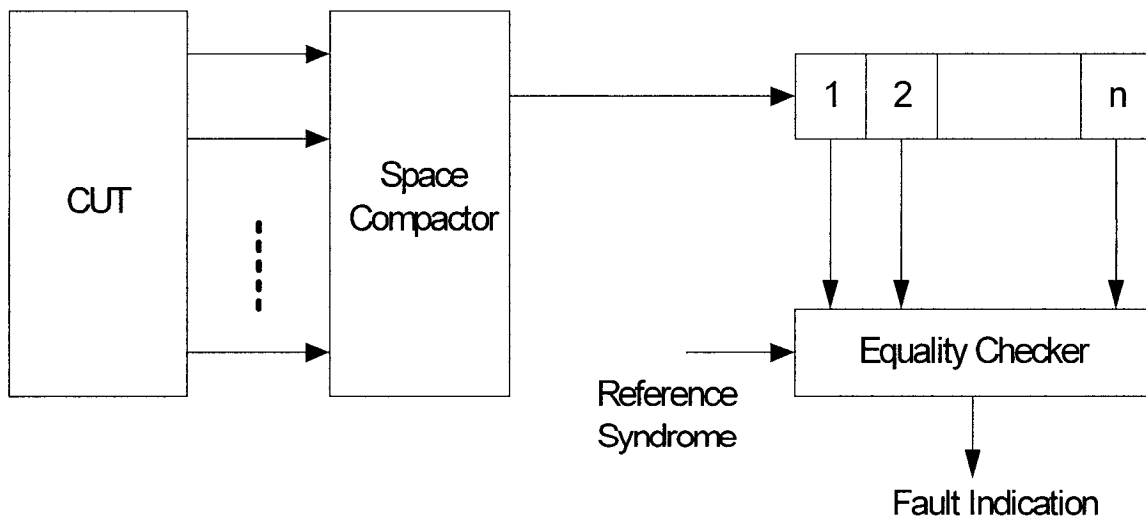 CUT
Space
Compactor
1 2 n
Equality Checker
Reference
Syndrome
Fault Indication